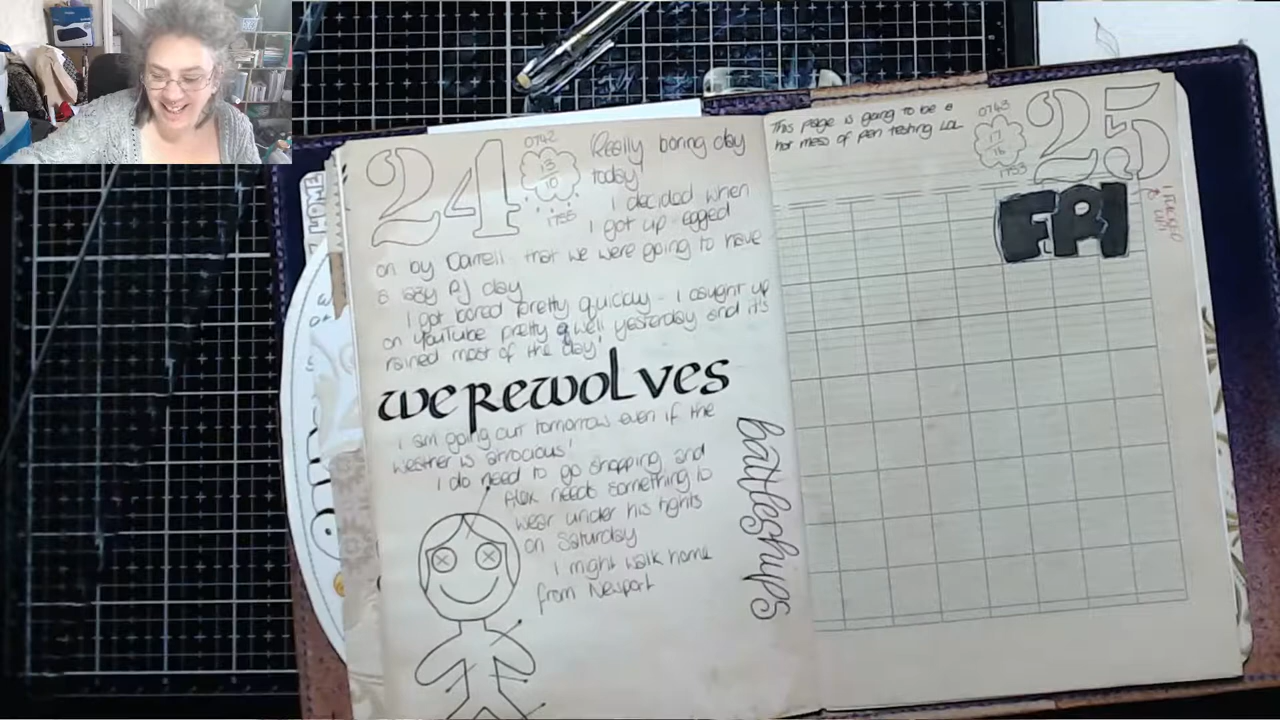 24
0742
13
10
1755
Really boring day
today!
I decided when
I got up - egged
on by Darrell - that we were going to have
a lazy PJ day
I got bored pretty quickly - I caught up
on YouTube pretty well yesterday and it's
rained most of the day!
werewolves
I am going out tomorrow even if the
weather is atrocious!
I do need to go shopping and
Alex needs something to
wear under his tights
on Saturday
I might walk home
from Newport
battleships
This page is going to be a
hot mess of pen testing LOL
0743
17
16
1753
25
FRI